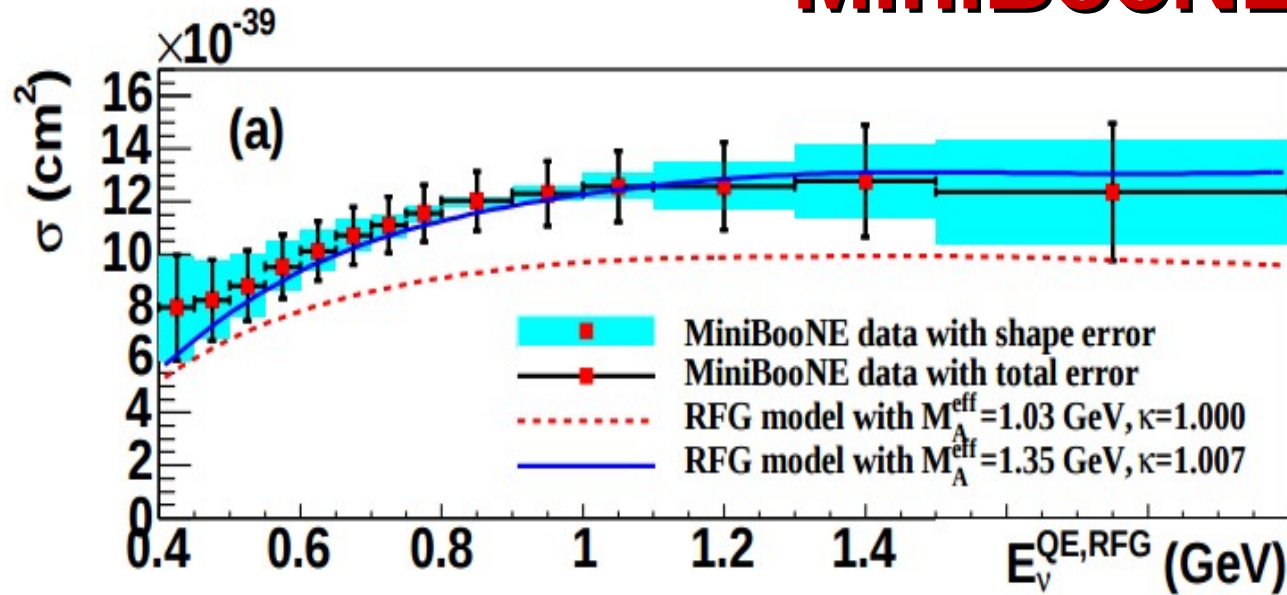 MiniBooNE
×10⁻³⁹
σ (cm²)
16
14
12
10
8
6
4
2
0
(a)
MiniBooNE data with shape error
MiniBooNE data with total error
RFG model with M_A^eff=1.03 GeV, κ=1.000
RFG model with M_A^eff=1.35 GeV, κ=1.007
0.4 0.6 0.8 1 1.2 1.4 E_ν^QE,RFG (GeV)